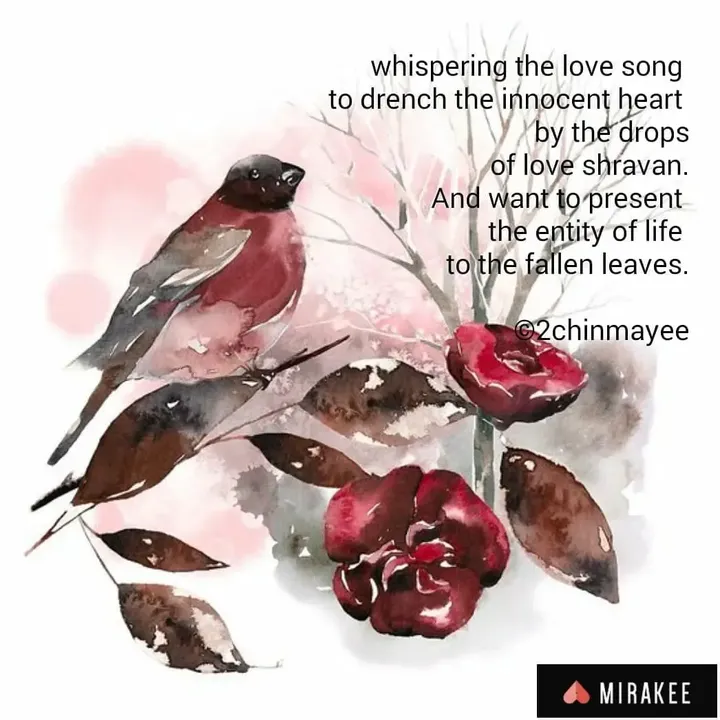 whispering the love song
to drench the innocent heart
by the drops
of love shravan.
And want to present
the entity of life
to the fallen leaves.
©2chinmayee
MIRAKEE